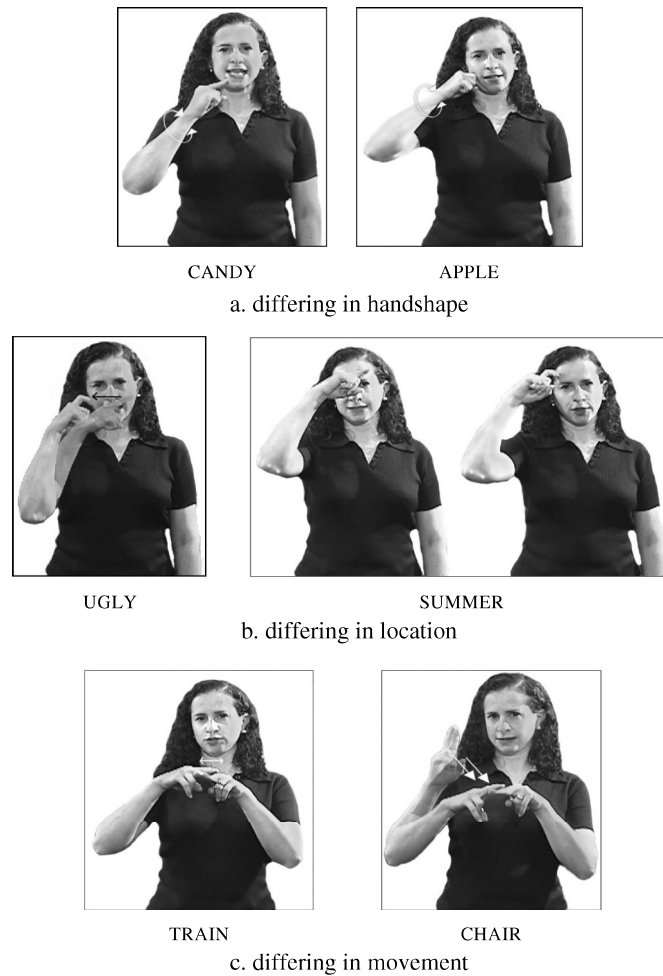 CANDY APPLE
a. differing in handshape
UGLY SUMMER
b. differing in location
TRAIN CHAIR
c. differing in movement